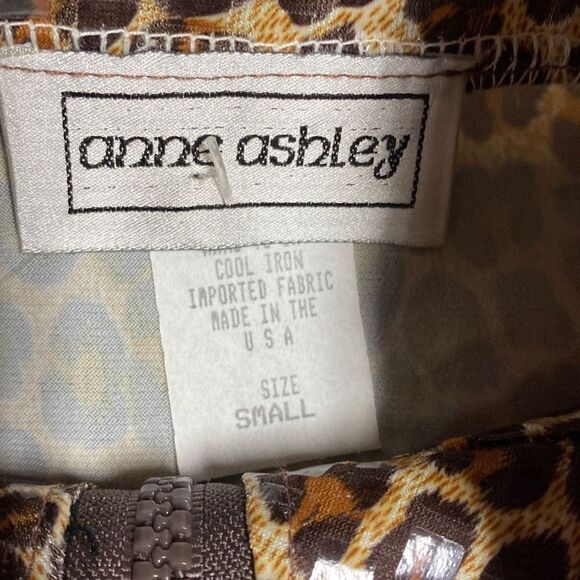 anne ashley
COOL IRON
IMPORTED FABRIC
MADE IN THE
U S A
SIZE
SMALL